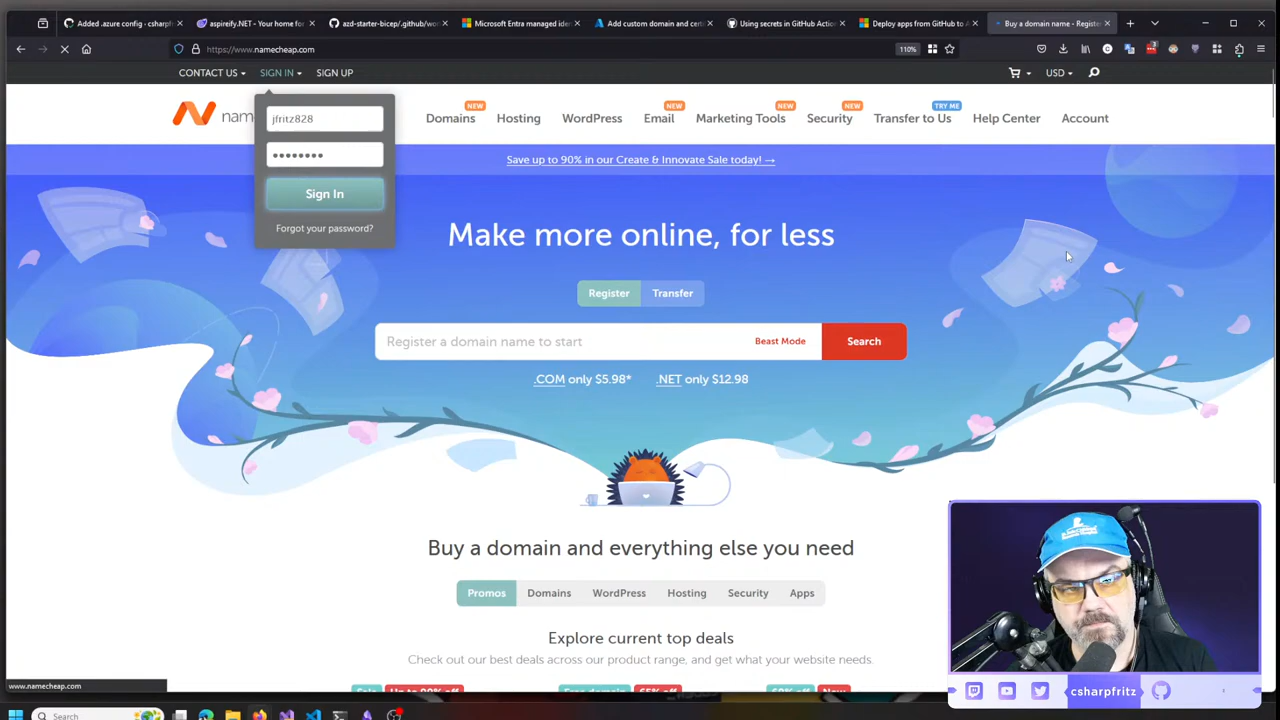 Added .azure config - csharpf
aspireify.NET - Your home fo
azd-starter-bicep/.github/wor
Microsoft Entra managed ide
Add custom domain and certi
Using secrets in GitHub Actio
Deploy apps from GitHub to A
Buy a domain name - Register
https://www.namecheap.com
110%
CONTACT US
SIGN IN
SIGN UP
USD
name
NEW
NEW
NEW
NEW
TRY ME
Domains
Hosting
WordPress
Email
Marketing Tools
Security
Transfer to Us
Help Center
Account
jfritz828
Sign In
Forgot your password?
Save up to 90% in our Create & Innovate Sale today! →
Make more online, for less
Register
Transfer
Register a domain name to start
Beast Mode
Search
.COM only $5.98*
.NET only $12.98
Buy a domain and everything else you need
Promos
Domains
WordPress
Hosting
Security
Apps
Explore current top deals
Check out our best deals across our product range, and get what your website needs.
www.namecheap.com
csharpfritz
Search